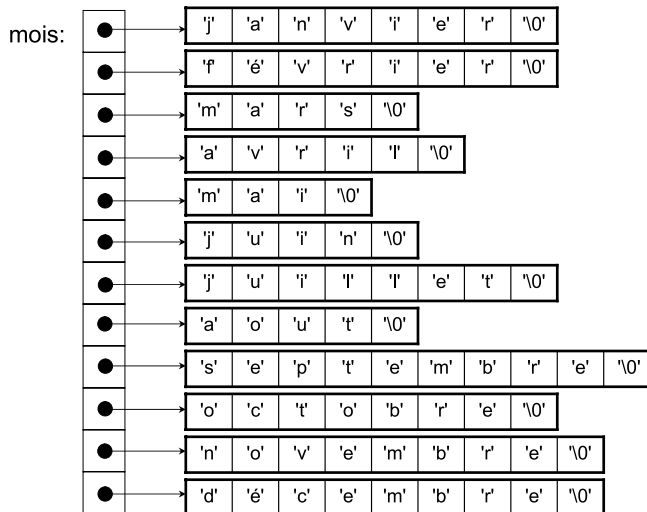 mois: 'j' 'a' 'n' 'v' 'i' 'e' 'r' '\0'
'f' 'é' 'v' 'r' 'i' 'e' 'r' '\0'
'm' 'a' 'r' 's' '\0'
'a' 'v' 'r' 'i' 'l' '\0'
'm' 'a' 'i' '\0'
'j' 'u' 'i' 'n' '\0'
'j' 'u' 'i' 'l' 'l' 'e' 't' '\0'
'a' 'o' 'u' 't' '\0'
's' 'e' 'p' 't' 'e' 'm' 'b' 'r' 'e' '\0'
'o' 'c' 't' 'o' 'b' 'r' 'e' '\0'
'n' 'o' 'v' 'e' 'm' 'b' 'r' 'e' '\0'
'd' 'é' 'c' 'e' 'm' 'b' 'r' 'e' '\0'